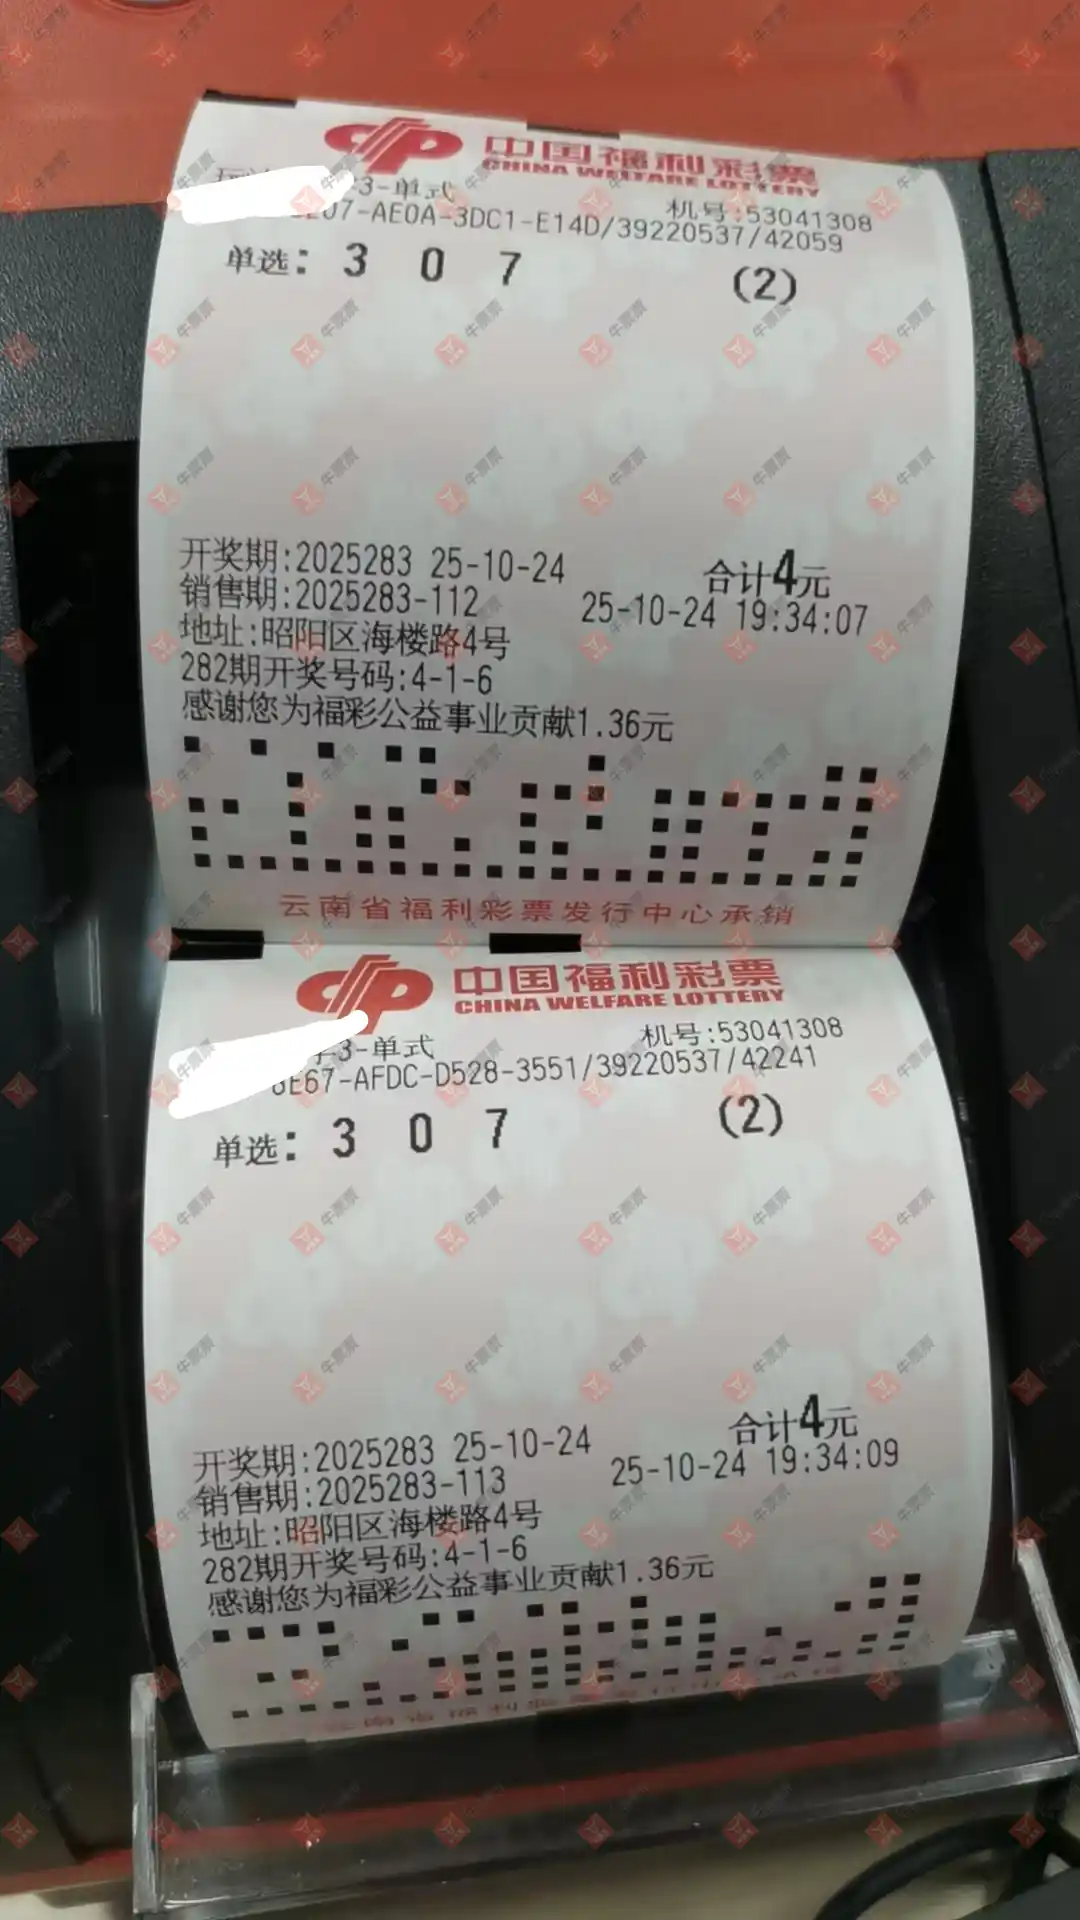 中国福利彩票
CHINA WELFARE LOTTERY
3-单式
机号:53041308
07-AE0A-3DC1-E14D/39220537/42059
单选: 3 0 7 (2)
开奖期:2025283 25-10-24 合计4元
销售期:2025283-112 25-10-24 19:34:07
地址:昭阳区海楼路4号
282期开奖号码:4-1-6
感谢您为福彩公益事业贡献1.36元
云南省福利彩票发行中心承销
中国福利彩票
CHINA WELFARE LOTTERY
字3-单式 机号:53041308
6E67-AFDC-D528-3551/39220537/42241
单选: 3 0 7 (2)
开奖期:2025283 25-10-24 合计4元
销售期:2025283-113 25-10-24 19:34:09
地址:昭阳区海楼路4号
282期开奖号码:4-1-6
感谢您为福彩公益事业贡献1.36元
牛票票